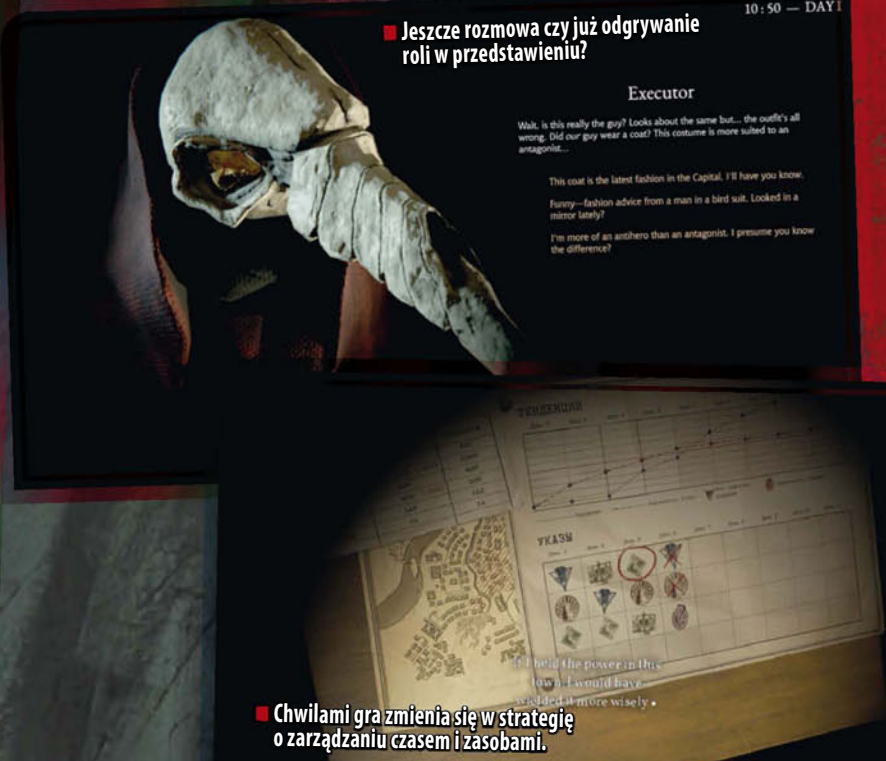 10:50 — DAY 1
Jeszcze rozmowa czy już odgrywanie
roli w przedstawieniu?
Executor
Wait, is this really the guy? Looks about the same but... the outfit's all
wrong. Did our guy wear a coat? This costume is more suited to an
antagonist...
This coat is the latest fashion in the Capital, I'll have you know.
Funny—fashion advice from a man in a bird suit. Looked in a
mirror lately?
I'm more of an antihero than an antagonist. I presume you know
the difference?
ТЕНДЕНЦИИ
УКАЗЫ
If I held the power in this
town, I would have
wielded it more wisely.
Chwilami gra zmienia się w strategię
o zarządzaniu czasem i zasobami.